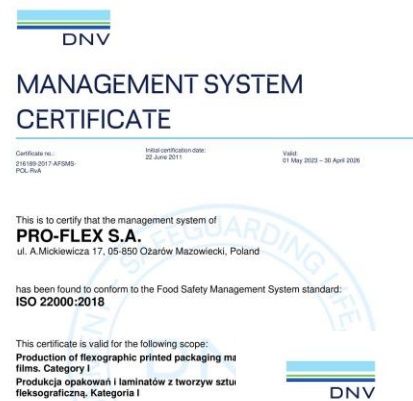 DNV
MANAGEMENT SYSTEM
CERTIFICATE
Certificate no.:
216189-2017-AFSMS-
POL-RvA
Initial certification date:
22 June 2011
Valid:
01 May 2023 – 30 April 2026
This is to certify that the management system of
PRO-FLEX S.A.
ul. A.Mickiewicza 17, 05-850 Ożarów Mazowiecki, Poland
has been found to conform to the Food Safety Management System standard:
ISO 22000:2018
This certificate is valid for the following scope:
Production of flexographic printed packaging
films. Category I
Produkcja opakowań i laminatów z tworzyw
fleksograficzną. Kategoria I
SAFEGUARDING LIFE
DNV